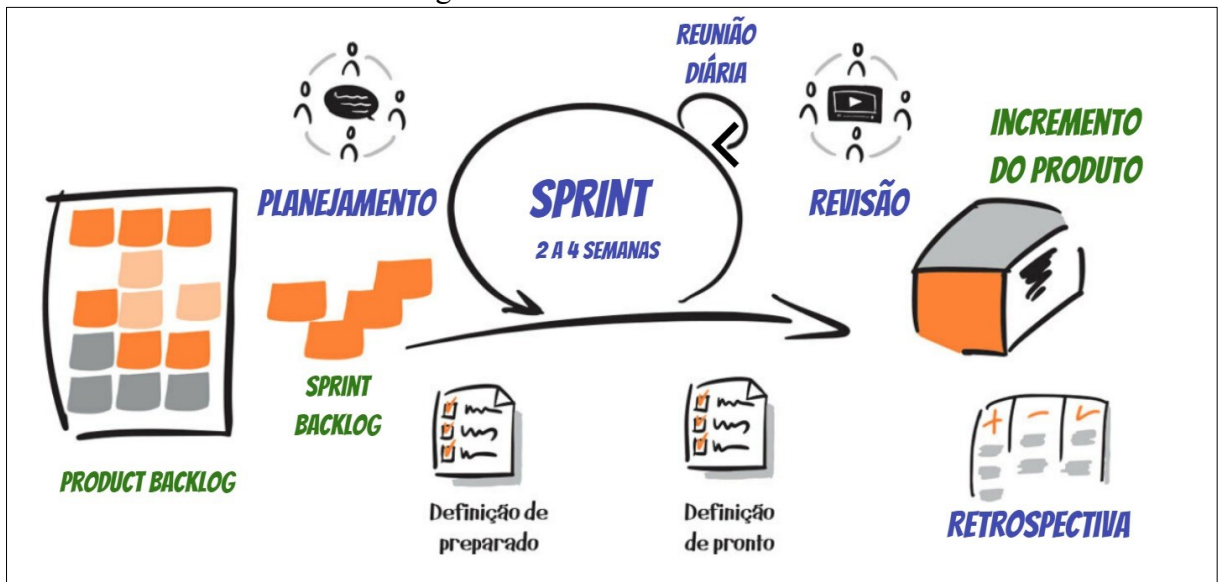 REUNIÃO
DIÁRIA
PLANEJAMENTO
SPRINT
2 A 4 SEMANAS
REVISÃO
INCREMENTO
DO PRODUTO
SPRINT
BACKLOG
PRODUCT BACKLOG
Definição de
preparado
Definição
de pronto
RETROSPECTIVA